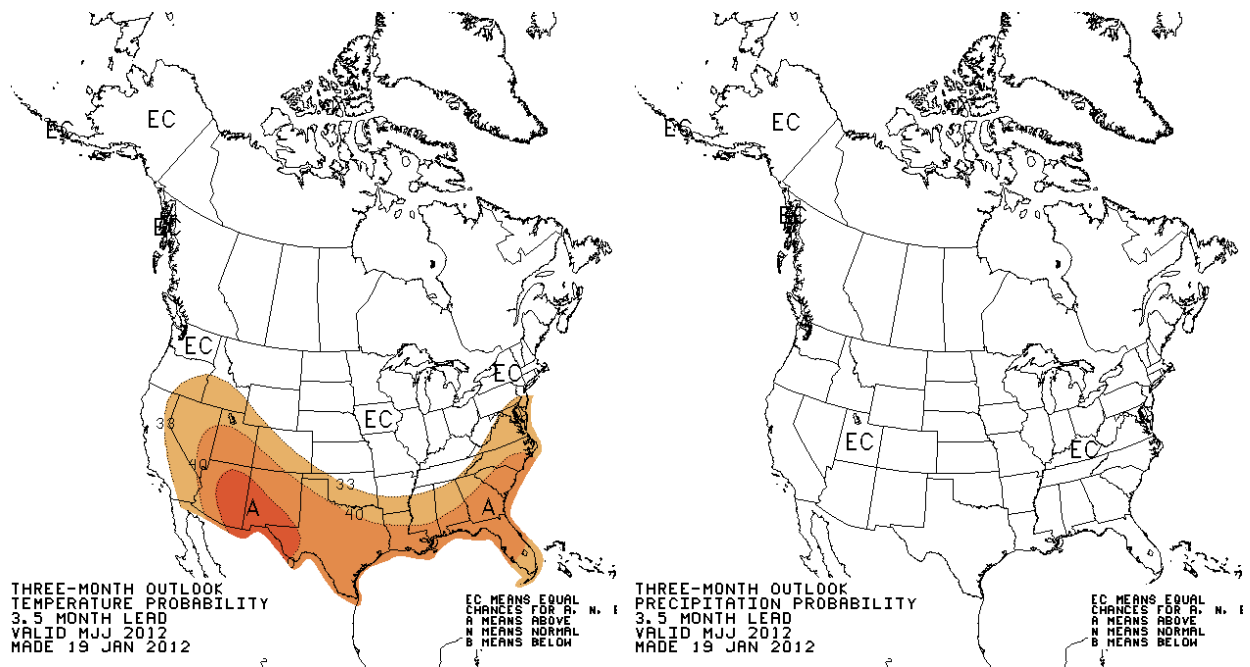 EC
EC
EC
EC
EC
EC
33
40
33
40
A
A
THREE-MONTH OUTLOOK
TEMPERATURE PROBABILITY
3.5 MONTH LEAD
VALID MJJ 2012
MADE 19 JAN 2012
EC MEANS EQUAL
CHANCES FOR A, N, B
A MEANS ABOVE
N MEANS NORMAL
B MEANS BELOW
EC
EC
EC
EC
EC
THREE-MONTH OUTLOOK
PRECIPITATION PROBABILITY
3.5 MONTH LEAD
VALID MJJ 2012
MADE 19 JAN 2012
EC MEANS EQUAL
CHANCES FOR A, N, B
A MEANS ABOVE
N MEANS NORMAL
B MEANS BELOW